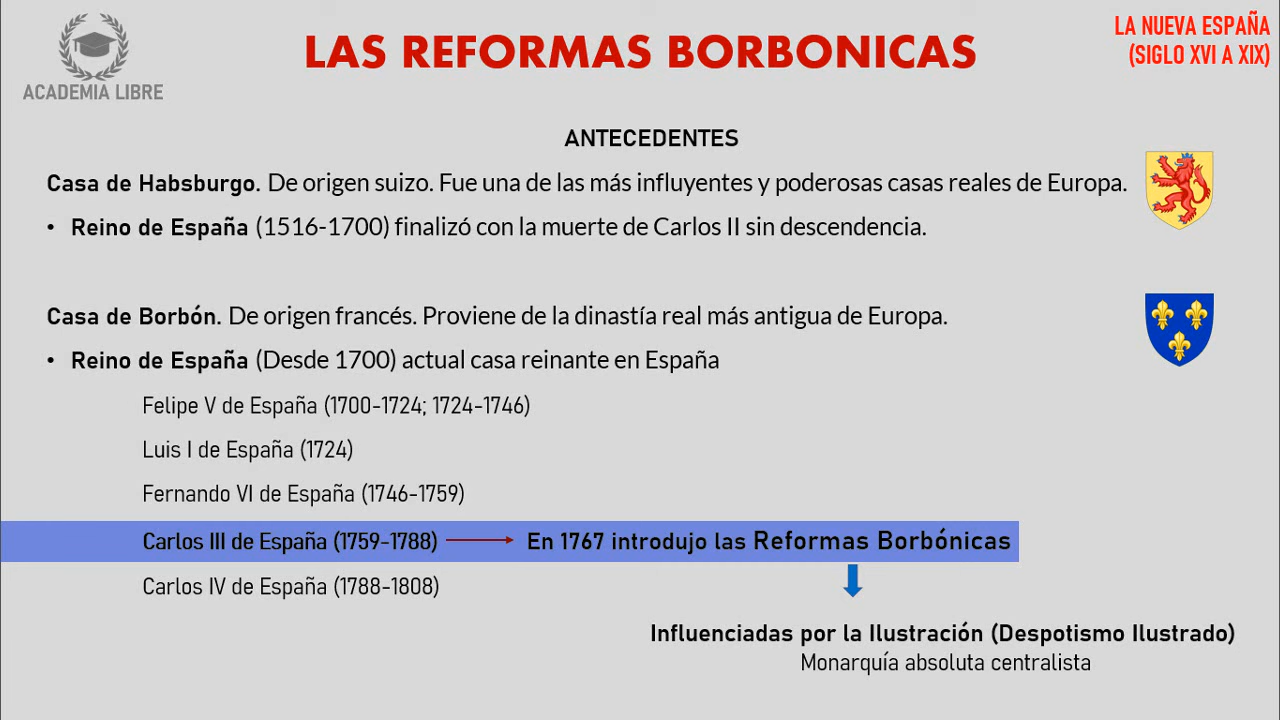 ACADEMIA LIBRE
LAS REFORMAS BORBONICAS
LA NUEVA ESPAÑA
(SIGLO XVI A XIX)
ANTECEDENTES
Casa de Habsburgo. De origen suizo. Fue una de las más influyentes y poderosas casas reales de Europa.
• Reino de España (1516-1700) finalizó con la muerte de Carlos II sin descendencia.
Casa de Borbón. De origen francés. Proviene de la dinastía real más antigua de Europa.
• Reino de España (Desde 1700) actual casa reinante en España
Felipe V de España (1700-1724; 1724-1746)
Luis I de España (1724)
Fernando VI de España (1746-1759)
Carlos III de España (1759-1788) En 1767 introdujo las Reformas Borbónicas
Carlos IV de España (1788-1808)
Influenciadas por la Ilustración (Despotismo Ilustrado)
Monarquía absoluta centralista